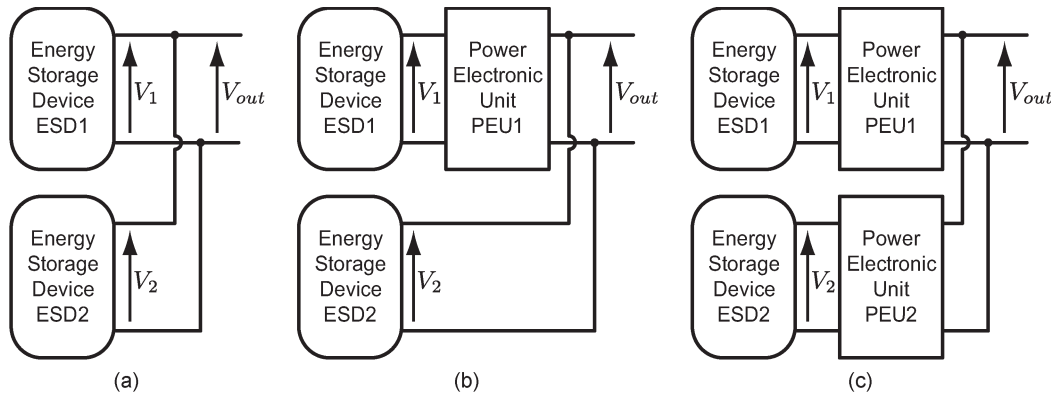 Energy
Storage
Device
ESD1
V1
Vout
Energy
Storage
Device
ESD2
V2
(a)
Energy
Storage
Device
ESD1
V1
Power
Electronic
Unit
PEU1
Vout
Energy
Storage
Device
ESD2
V2
(b)
Energy
Storage
Device
ESD1
V1
Power
Electronic
Unit
PEU1
Vout
Energy
Storage
Device
ESD2
V2
Power
Electronic
Unit
PEU2
(c)